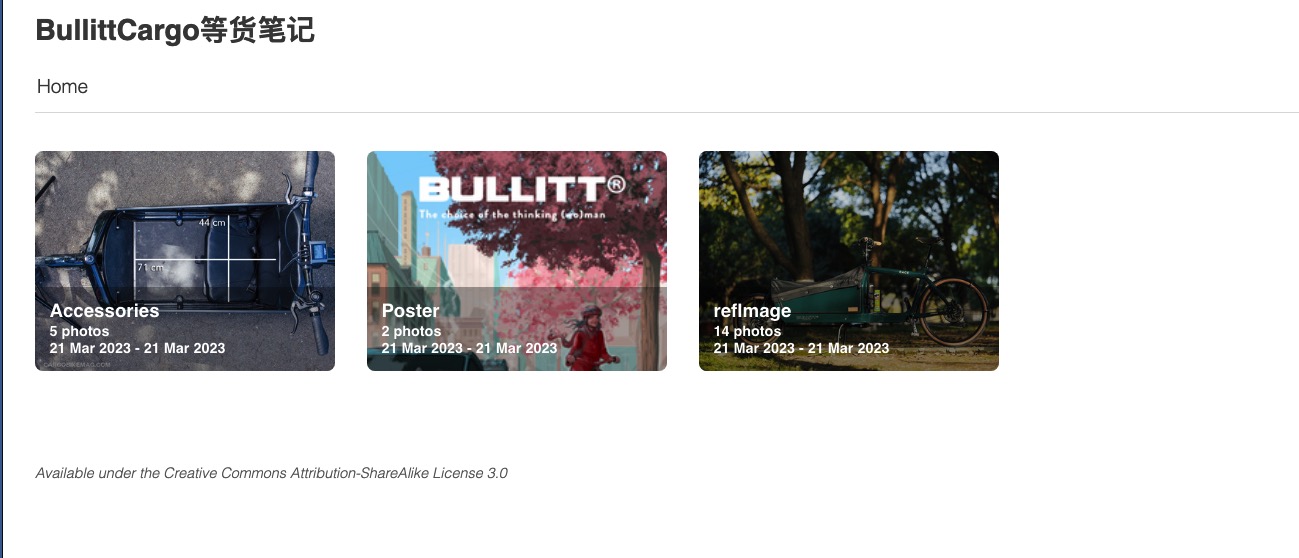 BullittCargo等货笔记
Home
44 cm
71 cm
Accessories
5 photos
21 Mar 2023 - 21 Mar 2023
BULLITT®
The choice of the thinking (wo)man
Poster
2 photos
21 Mar 2023 - 21 Mar 2023
RACK
refImage
14 photos
21 Mar 2023 - 21 Mar 2023
Available under the Creative Commons Attribution-ShareAlike License 3.0